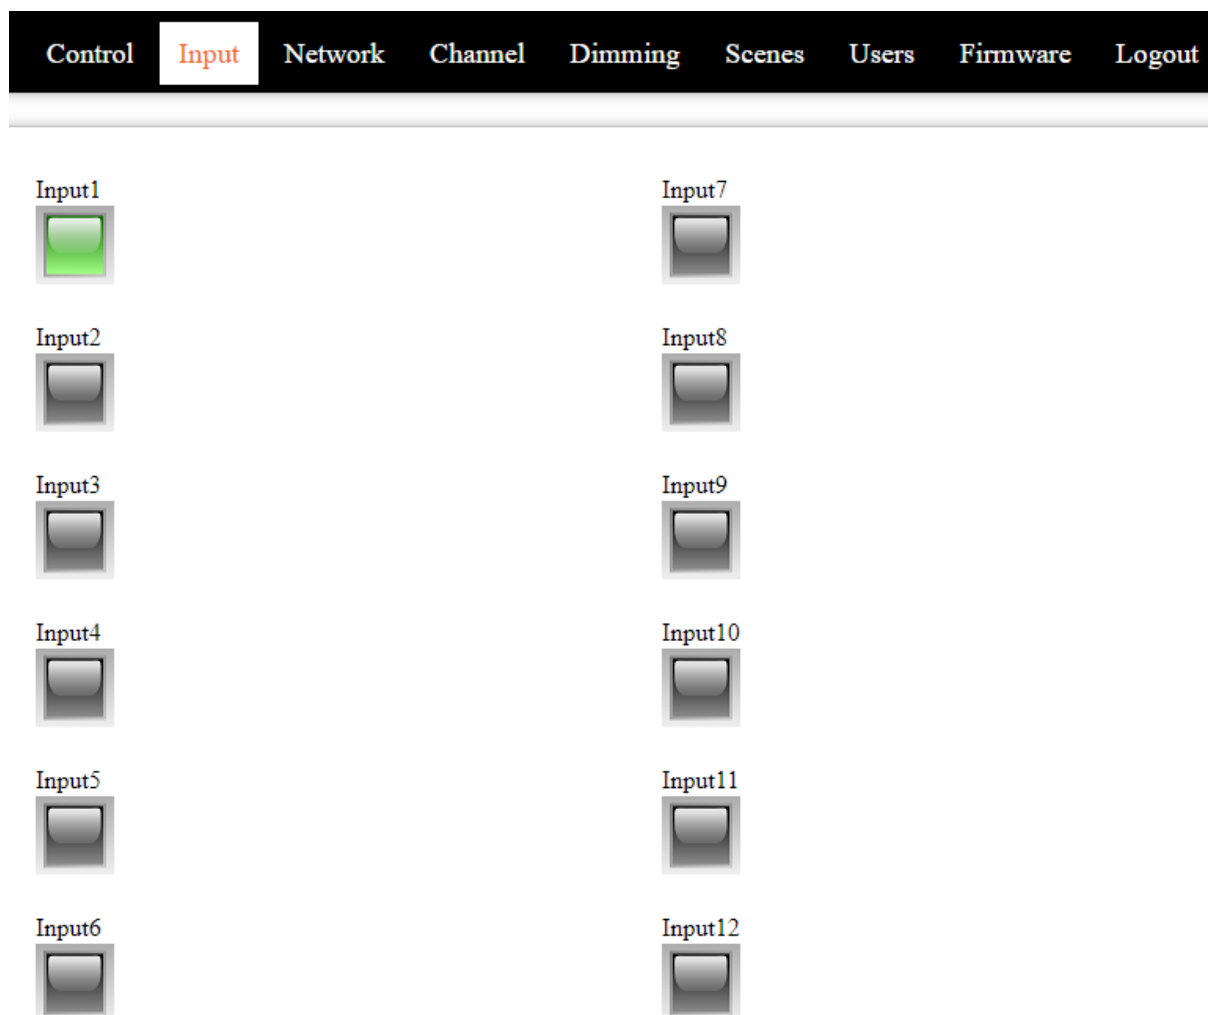 Control Input Network Channel Dimming Scenes Users Firmware Logout
Input1
Input2
Input3
Input4
Input5
Input6
Input7
Input8
Input9
Input10
Input11
Input12